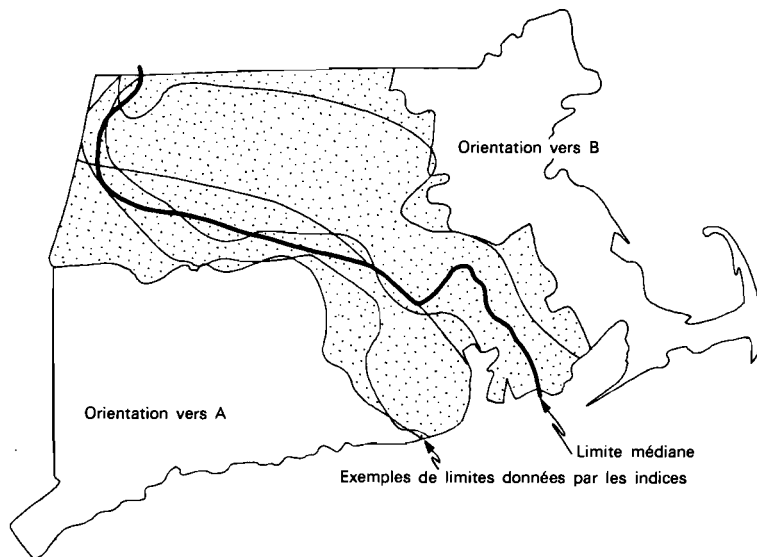 Orientation vers B
Orientation vers A
Limite médiane
Exemples de limites données par les indices